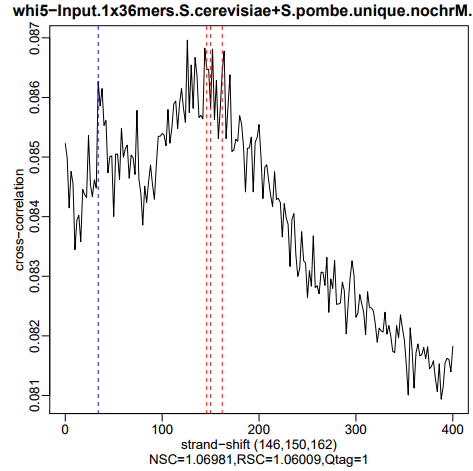 whi5−Input.1x36mers.S.cerevisiae+S.pombe.unique.nochrM.
cross−correlation
0.087
0.086
0.055
0.084
0.083
0.082
0.081
0 100 200 300 400
strand−shift (146,150,162)
NSC=1.06981,RSC=1.06009,Qtag=1